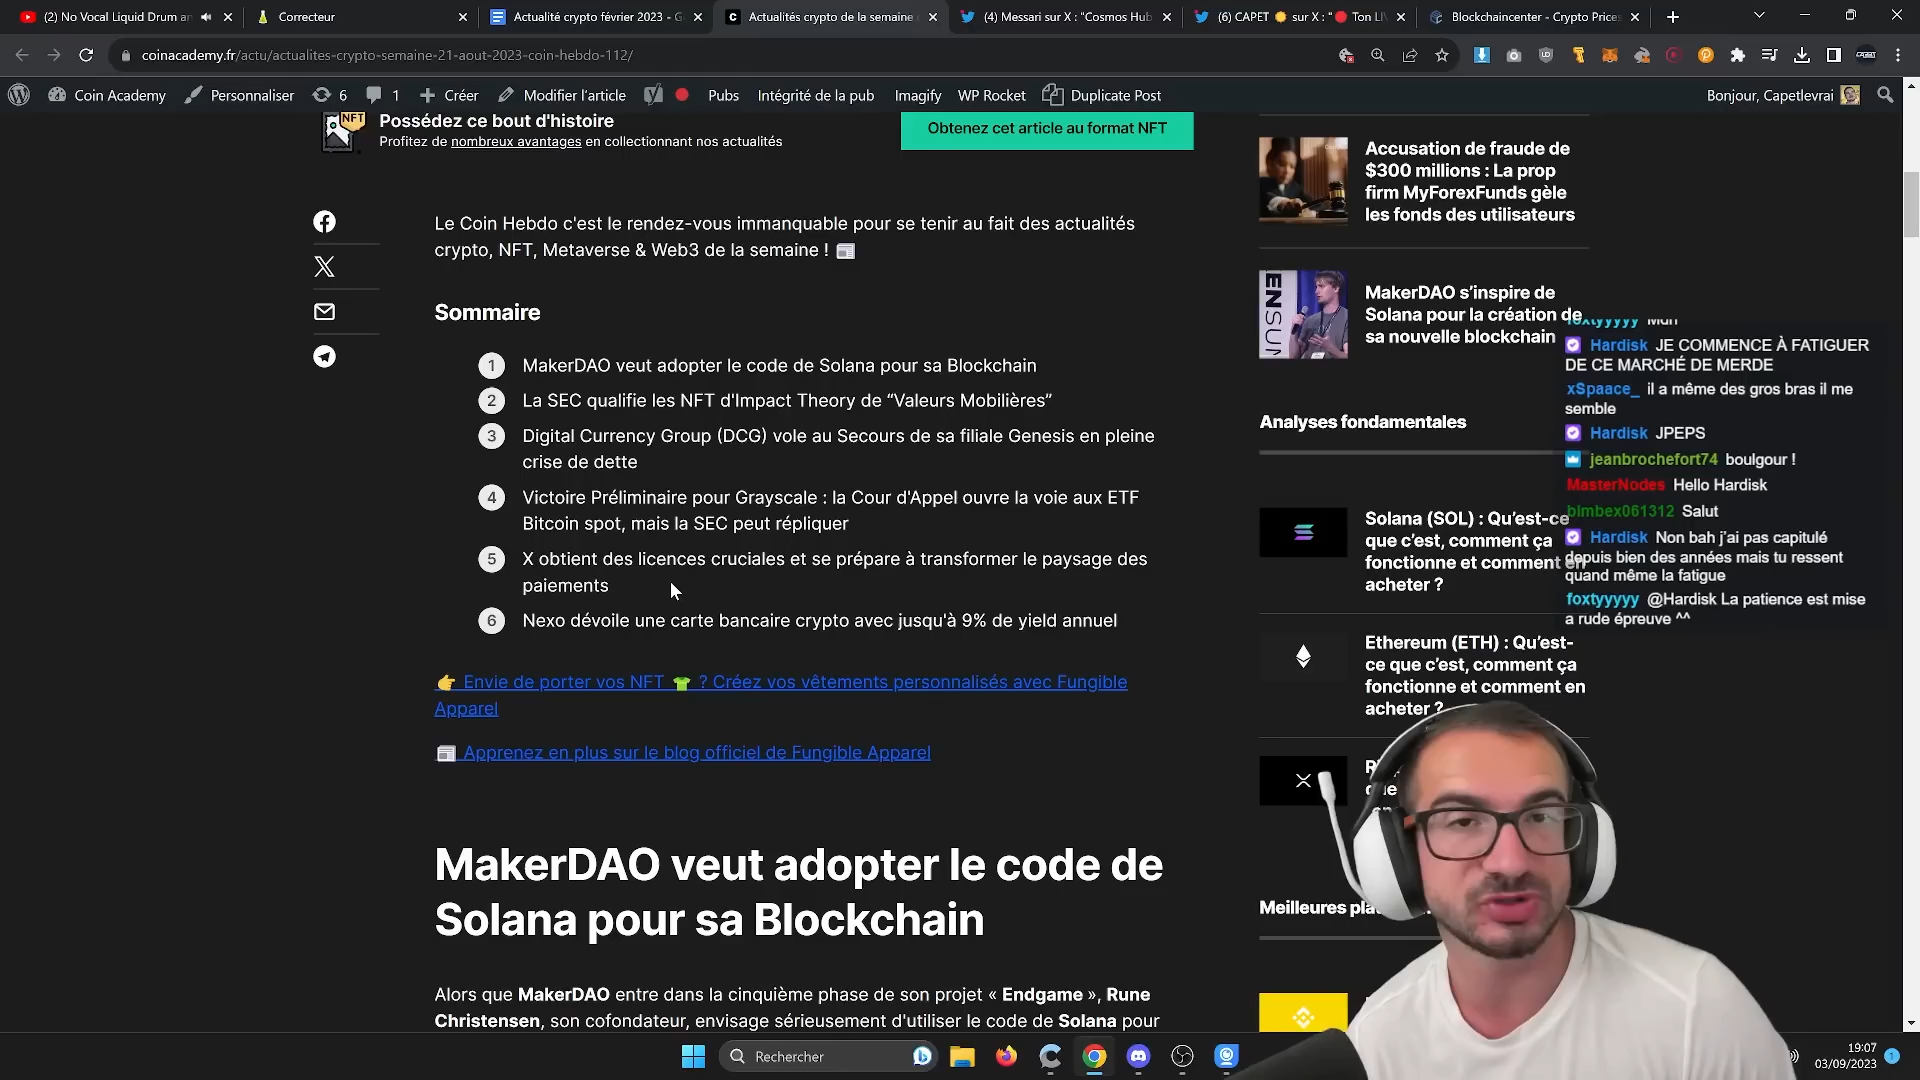 (2) No Vocal Liquid Drum an
Correcteur
Actualité crypto février 2023 - G
Actualités crypto de la semaine
(4) Messari sur X : "Cosmos Hub
(6) CAPET sur X : " Ton LI
Blockchaincenter - Crypto Prices
coinacademy.fr/actu/actualites-crypto-semaine-21-aout-2023-coin-hebdo-112/
Coin Academy
Personnaliser
6
1
Créer
Modifier l'article
Pubs
Intégrité de la pub
Imagify
WP Rocket
Duplicate Post
Bonjour, Capetlevrai
NFT
Possédez ce bout d'histoire
Profitez de nombreux avantages en collectionnant nos actualités
Obtenez cet article au format NFT
Le Coin Hebdo c'est le rendez-vous immanquable pour se tenir au fait des actualités
crypto, NFT, Metaverse & Web3 de la semaine !
Sommaire
1 MakerDAO veut adopter le code de Solana pour sa Blockchain
2 La SEC qualifie les NFT d'Impact Theory de “Valeurs Mobilières”
3 Digital Currency Group (DCG) vole au Secours de sa filiale Genesis en pleine
crise de dette
4 Victoire Préliminaire pour Grayscale : la Cour d'Appel ouvre la voie aux ETF
Bitcoin spot, mais la SEC peut répliquer
5 X obtient des licences cruciales et se prépare à transformer le paysage des
paiements
6 Nexo dévoile une carte bancaire crypto avec jusqu'à 9% de yield annuel
Envie de porter vos NFT ? Créez vos vêtements personnalisés avec Fungible
Apparel
Apprenez en plus sur le blog officiel de Fungible Apparel
MakerDAO veut adopter le code de
Solana pour sa Blockchain
Alors que MakerDAO entre dans la cinquième phase de son projet « Endgame », Rune
Christensen, son cofondateur, envisage sérieusement d'utiliser le code de Solana pour
Accusation de fraude de
$300 millions : La prop
firm MyForexFunds gèle
les fonds des utilisateurs
ENSUN
MakerDAO s’inspire de
Solana pour la création de
sa nouvelle blockchain
Analyses fondamentales
Solana (SOL) : Qu’est-ce
que c’est, comment ça
fonctionne et comment en
acheter ?
Ethereum (ETH) : Qu’est-
ce que c’est, comment ça
fonctionne et comment en
acheter ?
Meilleures pla
foxtyyyyy
Hardisk JE COMMENCE À FATIGUER
DE CE MARCHÉ DE MERDE
xSpaace_ il a même des gros bras il me
semble
Hardisk JPEPS
jeanbrochefort74 boulgour !
MasterNodes Hello Hardisk
bimbex061312 Salut
Hardisk Non bah j'ai pas capitulé
depuis bien des années mais tu ressent
quand même la fatigue
foxtyyyyy @Hardisk La patience est mise
a rude épreuve ^^
Rechercher
19:07
03/09/2023
1